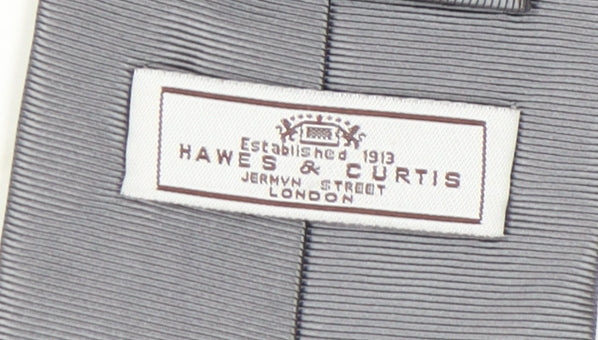 Established 1913
HAWES & CURTIS
JERMYN STREET
LONDON